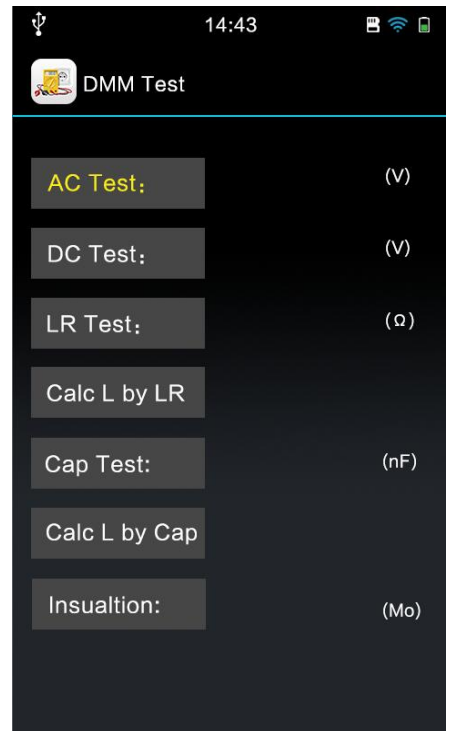 14:43
DMM Test
AC Test： (V)
DC Test： (V)
LR Test： (Ω)
Calc L by LR
Cap Test: (nF)
Calc L by Cap
Insualtion: (Mo)